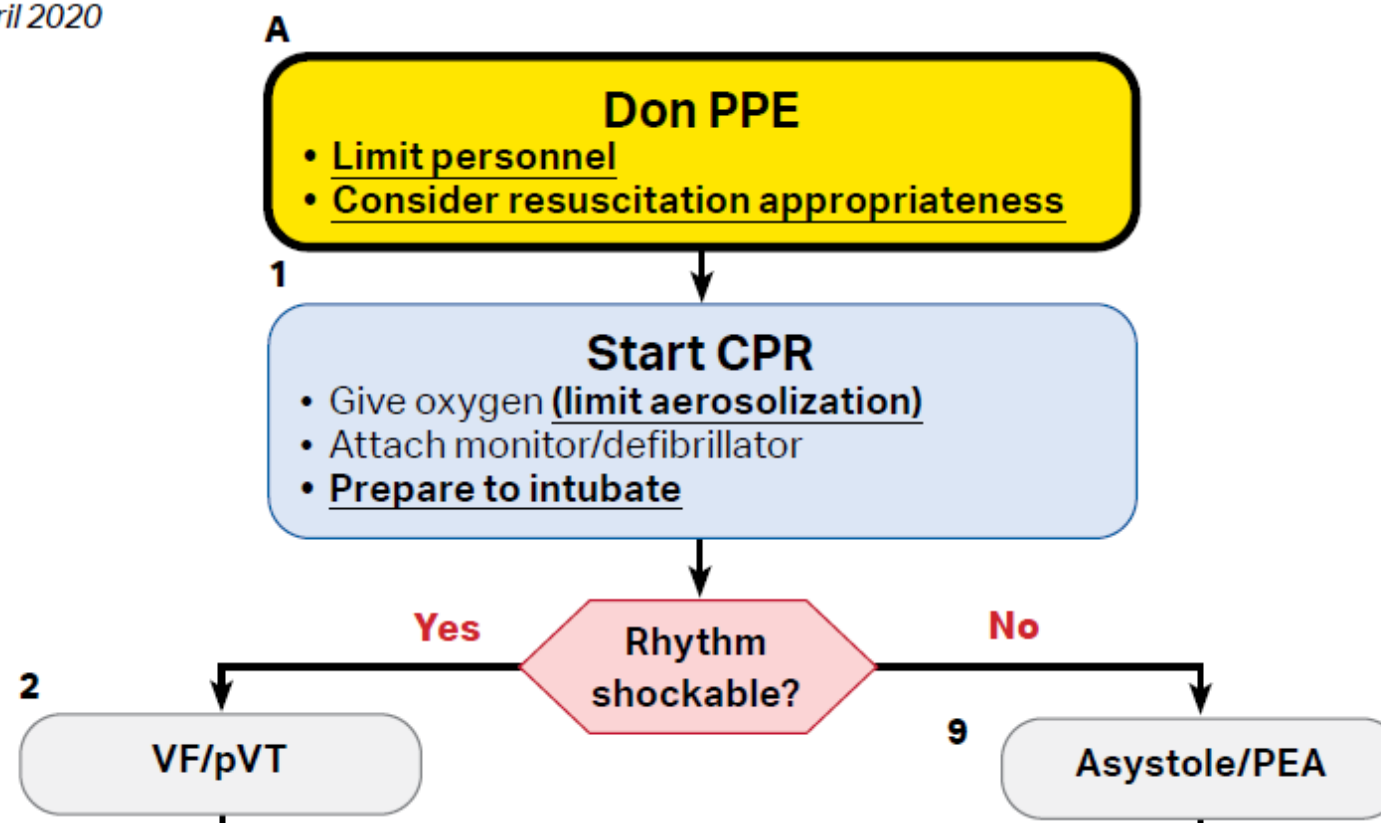 2020
A
Don PPE
• Limit personnel
• Consider resuscitation appropriateness
1
Start CPR
• Give oxygen (limit aerosolization)
• Attach monitor/defibrillator
• Prepare to intubate
Yes
Rhythm
shockable?
No
2
VF/pVT
9
Asystole/PEA